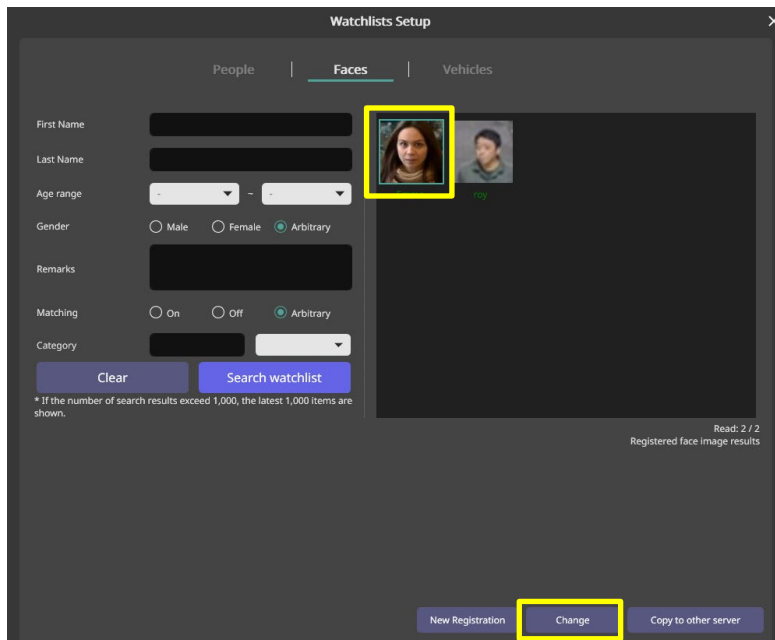 Watchlists Setup
People | Faces | Vehicles
First Name
Last Name
Age range - ~ -
Gender Male Female Arbitrary
Remarks
Matching On Off Arbitrary
Category
Clear Search watchlist
* If the number of search results exceed 1,000, the latest 1,000 items are
shown.
roy
Read: 2 / 2
Registered face image results
New Registration Change Copy to other server